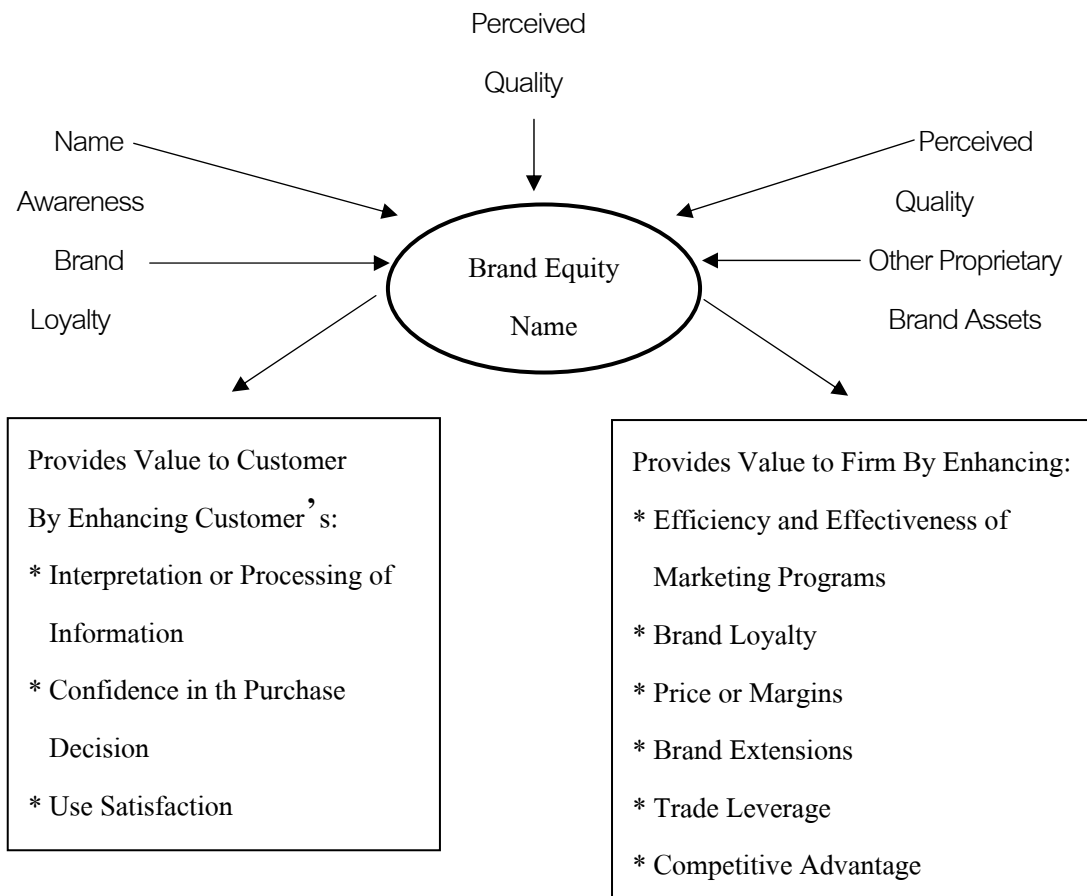 Perceived
Quality
Name
Awareness
Brand
Loyalty
Perceived
Quality
Other Proprietary
Brand Assets
Brand Equity
Name
Provides Value to Customer
By Enhancing Customer’s:
* Interpretation or Processing of
Information
* Confidence in th Purchase
Decision
* Use Satisfaction
Provides Value to Firm By Enhancing:
* Efficiency and Effectiveness of
Marketing Programs
* Brand Loyalty
* Price or Margins
* Brand Extensions
* Trade Leverage
* Competitive Advantage